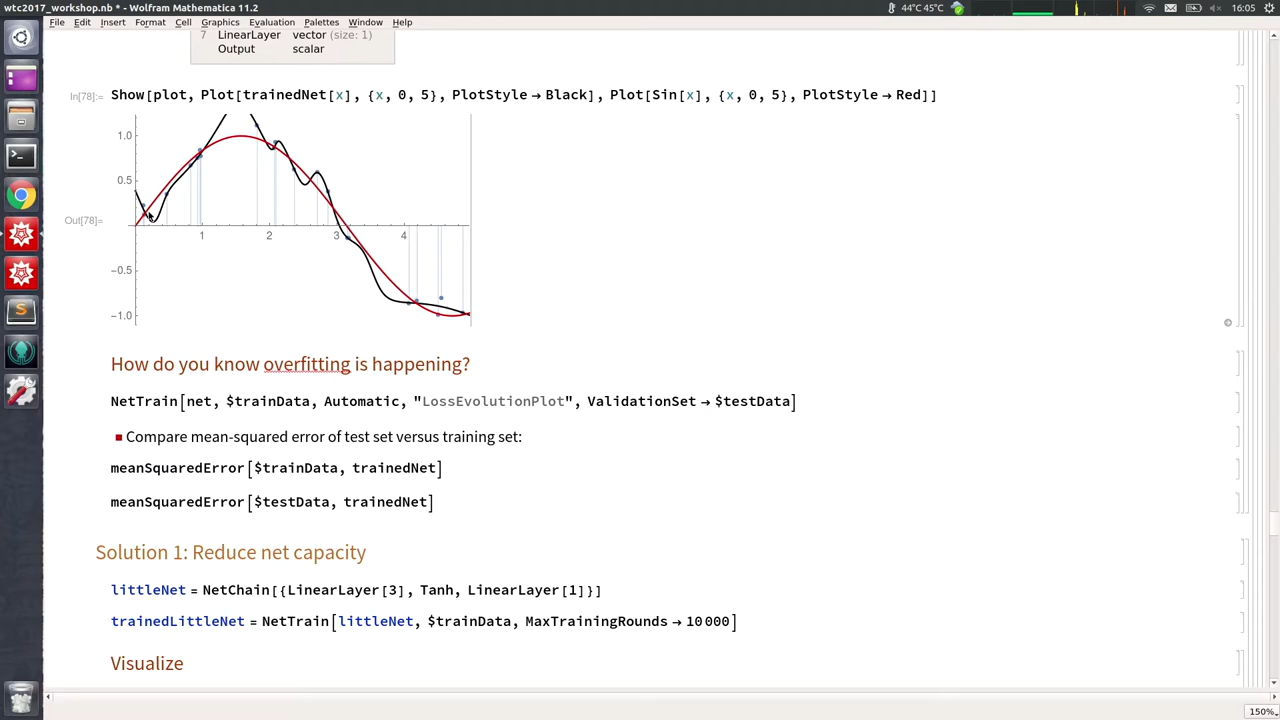 wtc2017_workshop.nb * - Wolfram Mathematica 11.2
44°C 45°C
16:05
File Edit Insert Format Cell Graphics Evaluation Palettes Window Help
7 LinearLayer vector (size: 1)
Output scalar
In[78]:= Show[plot, Plot[trainedNet[x], {x, 0, 5}, PlotStyle → Black], Plot[Sin[x], {x, 0, 5}, PlotStyle → Red]]
1.0
0.5
Out[78]=
1 2 3 4
−0.5
−1.0
How do you know overfitting is happening?
NetTrain[net, $trainData, Automatic, "LossEvolutionPlot", ValidationSet → $testData]
Compare mean-squared error of test set versus training set:
meanSquaredError[$trainData, trainedNet]
meanSquaredError[$testData, trainedNet]
Solution 1: Reduce net capacity
littleNet = NetChain[{LinearLayer[3], Tanh, LinearLayer[1]}]
trainedLittleNet = NetTrain[littleNet, $trainData, MaxTrainingRounds → 10 000]
Visualize
150%